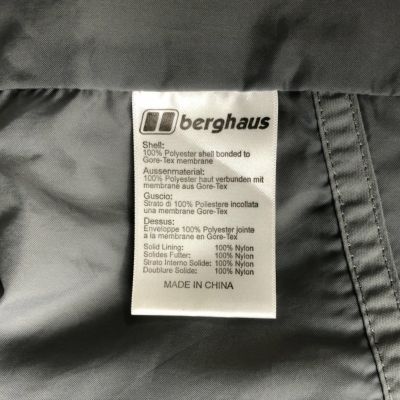 berghaus
Shell:
100% Polyester shell bonded to
Gore-Tex membrane
Aussenmaterial:
100% Polyester haut verbunden mit
membrane aus Gore-Tex
Guscio:
Strato di 100% Poliestere incollata
una membrana di Gore-Tex
Dessus:
Enveloppe 100% Polyester jointe
a la membrane en Gore-Tex
Solid Lining: 100% Nylon
Solides Futter: 100% Nylon
Strato Interno Solide: 100% Nylon
Doublure Solide: 100% Nylon
MADE IN CHINA